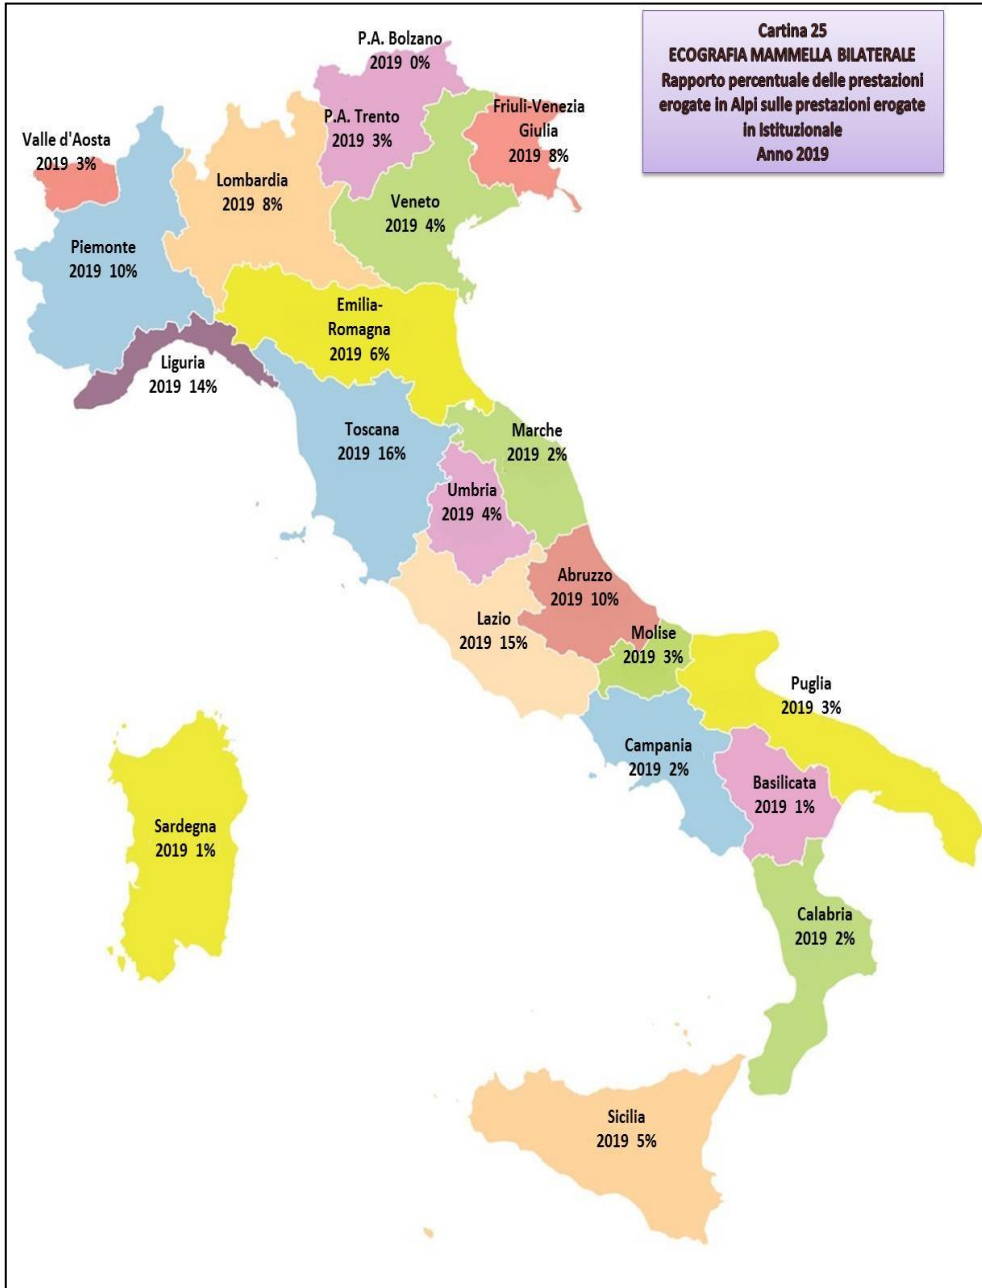 Cartina 25
ECOGRAFIA MAMMELLA BILATERALE
Rapporto percentuale delle prestazioni
erogate in Alpi sulle prestazioni erogate
in Istituzionale
Anno 2019
P.A. Bolzano
2019 0%
P.A. Trento
2019 3%
Friuli-Venezia
Giulia
2019 8%
Valle d'Aosta
2019 3%
Lombardia
2019 8%
Veneto
2019 4%
Piemonte
2019 10%
Emilia-
Romagna
2019 6%
Liguria
2019 14%
Toscana
2019 16%
Marche
2019 2%
Umbria
2019 4%
Abruzzo
2019 10%
Lazio
2019 15%
Molise
2019 3%
Puglia
2019 3%
Campania
2019 2%
Basilicata
2019 1%
Sardegna
2019 1%
Calabria
2019 2%
Sicilia
2019 5%